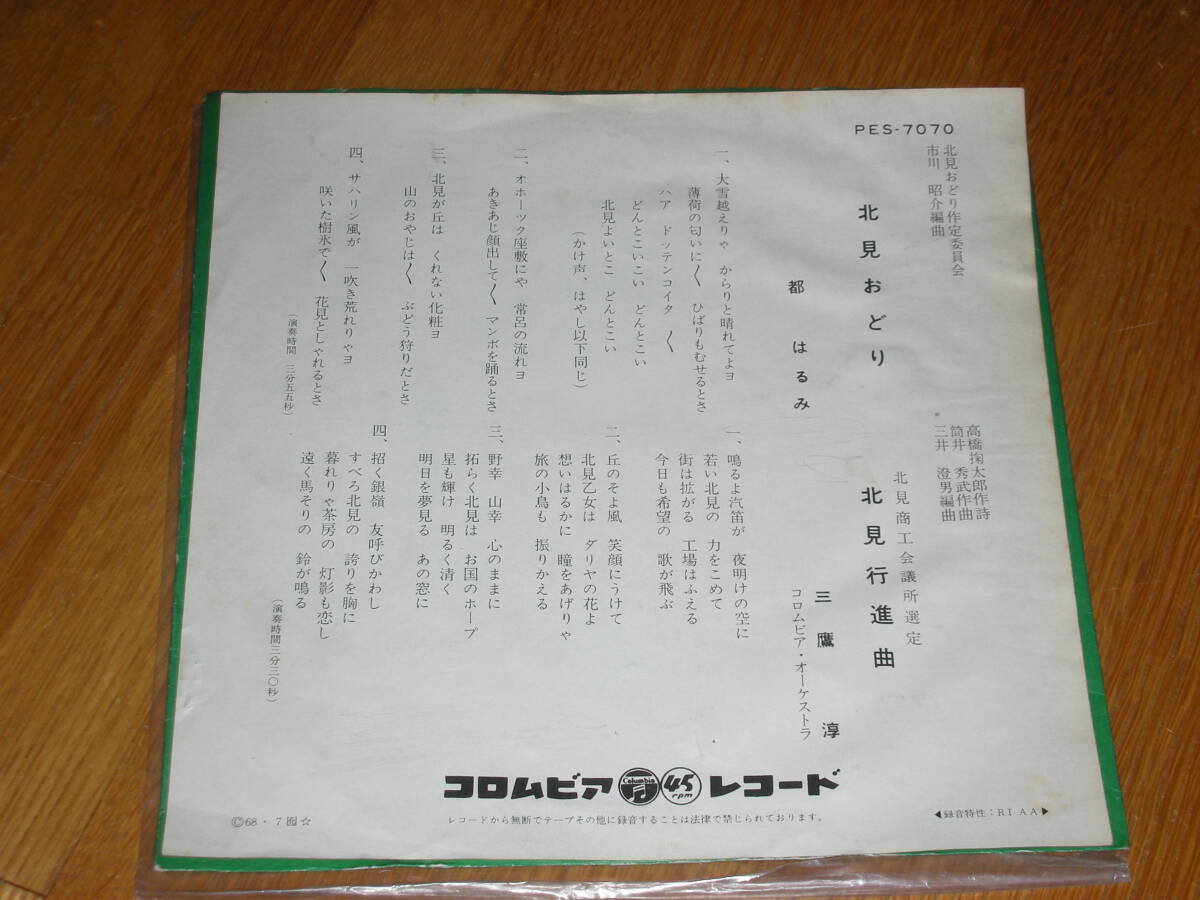 PES-7070
北見おどり作定委員会
市川 昭介編曲
北見おどり
都 はるみ
一、大雪越えりゃ からりと晴れてよヨ
薄荷の匂いに〱 ひばりもむせるとさ
ハア ドッテンコイタ 〱
どんとこいこい どんとこい
北見よいとこ どんとこい
(かけ声、はやし以下同じ)
二、オホーツク座敷にや 常呂の流れヨ
あきあじ顔出して〱 マンボを踊るとさ
三、北見が丘は くれない化粧ヨ
山のおやじは〱 ぶどう狩りだとさ
四、サハリン風が 一吹き荒れりゃヨ
咲いた樹氷で〱 花見としゃれるとさ
(演奏時間 三分五五秒)
高橋掬太郎作詩
筒井 秀武作曲
三井 澄男編曲
北見商工会議所選定
北見行進曲
三鷹 淳
コロムビア・オーケストラ
一、鳴るよ汽笛が 夜明けの空に
若い北見の 力をこめて
街は拡がる 工場はふえる
今日も希望の 歌が飛ぶ
二、丘のそよ風 笑顔にうけて
北見乙女は ダリヤの花よ
想いはるかに 瞳をあげりゃ
旅の小鳥も 振りかえる
三、野幸 山幸 心のままに
拓らく北見は お国のホープ
星も輝け 明るく清く
明日を夢見る あの窓に
四、招く銀嶺 友呼びかわし
すべろ北見の 誇りを胸に
暮れりゃ茶房の 灯影も恋し
遠く馬そりの 鈴が鳴る
(演奏時間三分三〇秒)
コロムビア Columbia 45 rpm レコード
Ⓒ68・7 ☆
レコードから無断でテープその他に録音することは法律で禁じられております。
◀録音特性:RIAA▶